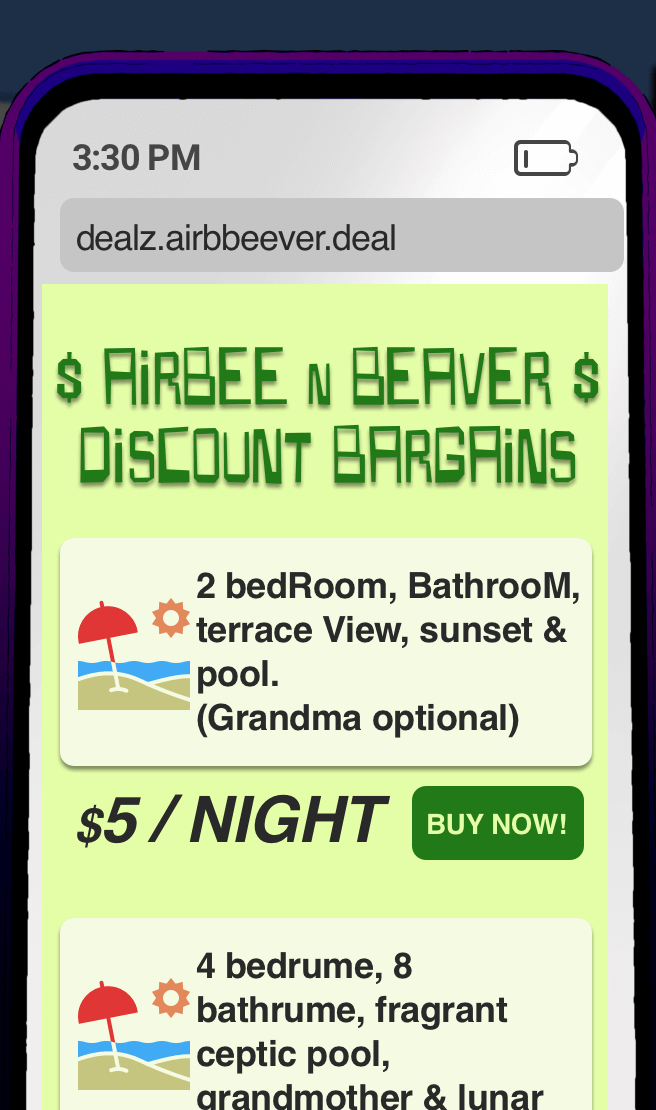 3:30 PM
dealz.airbbeever.deal
$ AiRBEE N BEAVER $
DiSCOUNT BARGAiNS
2 bedRoom, BathrooM,
terrace View, sunset &
pool.
(Grandma optional)
$5 / NIGHT
BUY NOW!
4 bedrume, 8
bathrume, fragrant
ceptic pool,
grandmother & lunar